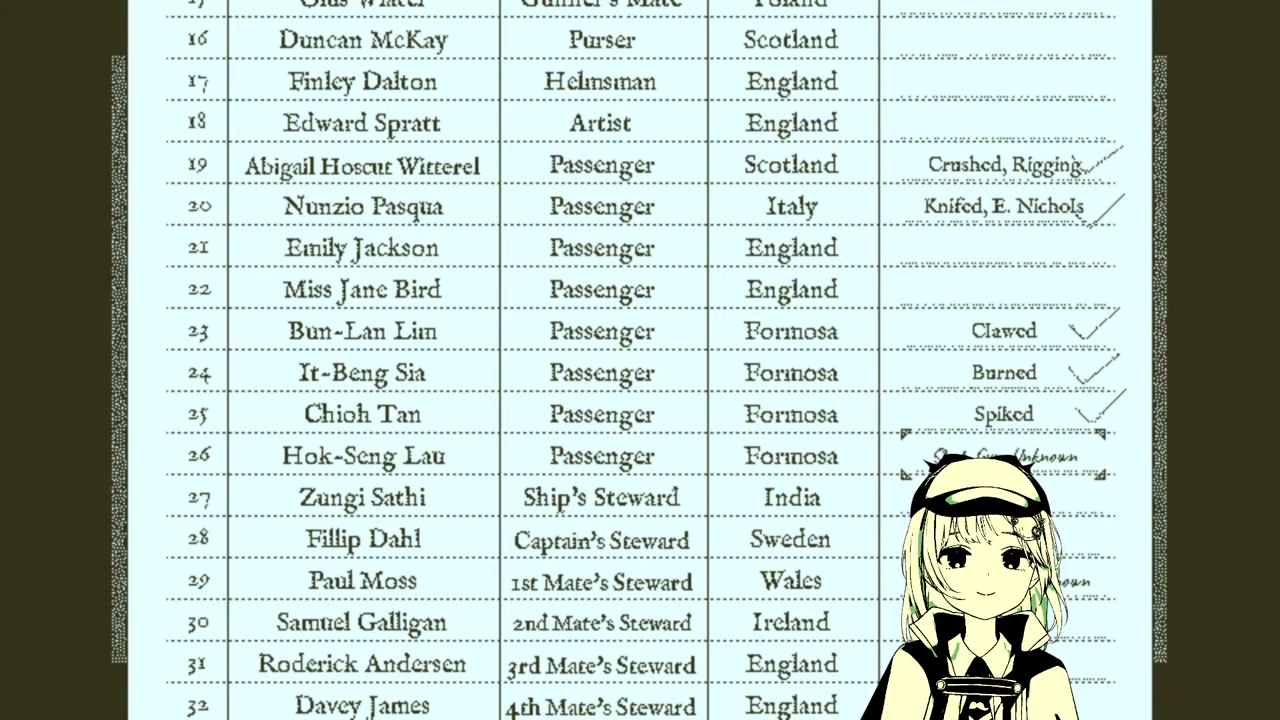 16 Duncan McKay Purser Scotland
17 Finley Dalton Helmsman England
18 Edward Spratt Artist England
19 Abigail Hoscut Witterel Passenger Scotland Crushed, Rigging
20 Nunzio Pasqua Passenger Italy Knifed, E. Nichols
21 Emily Jackson Passenger England
22 Miss Jane Bird Passenger England
23 Bun-Lan Lim Passenger Formosa Clawed
24 It-Beng Sia Passenger Formosa Burned
25 Chioh Tan Passenger Formosa Spiked
26 Hok-Seng Lau Passenger Formosa Unknown
27 Zungi Sathi Ship's Steward India
28 Fillip Dahl Captain's Steward Sweden
29 Paul Moss 1st Mate's Steward Wales
30 Samuel Galligan 2nd Mate's Steward Ireland
31 Roderick Andersen 3rd Mate's Steward England
32 Davey James 4th Mate's Steward England